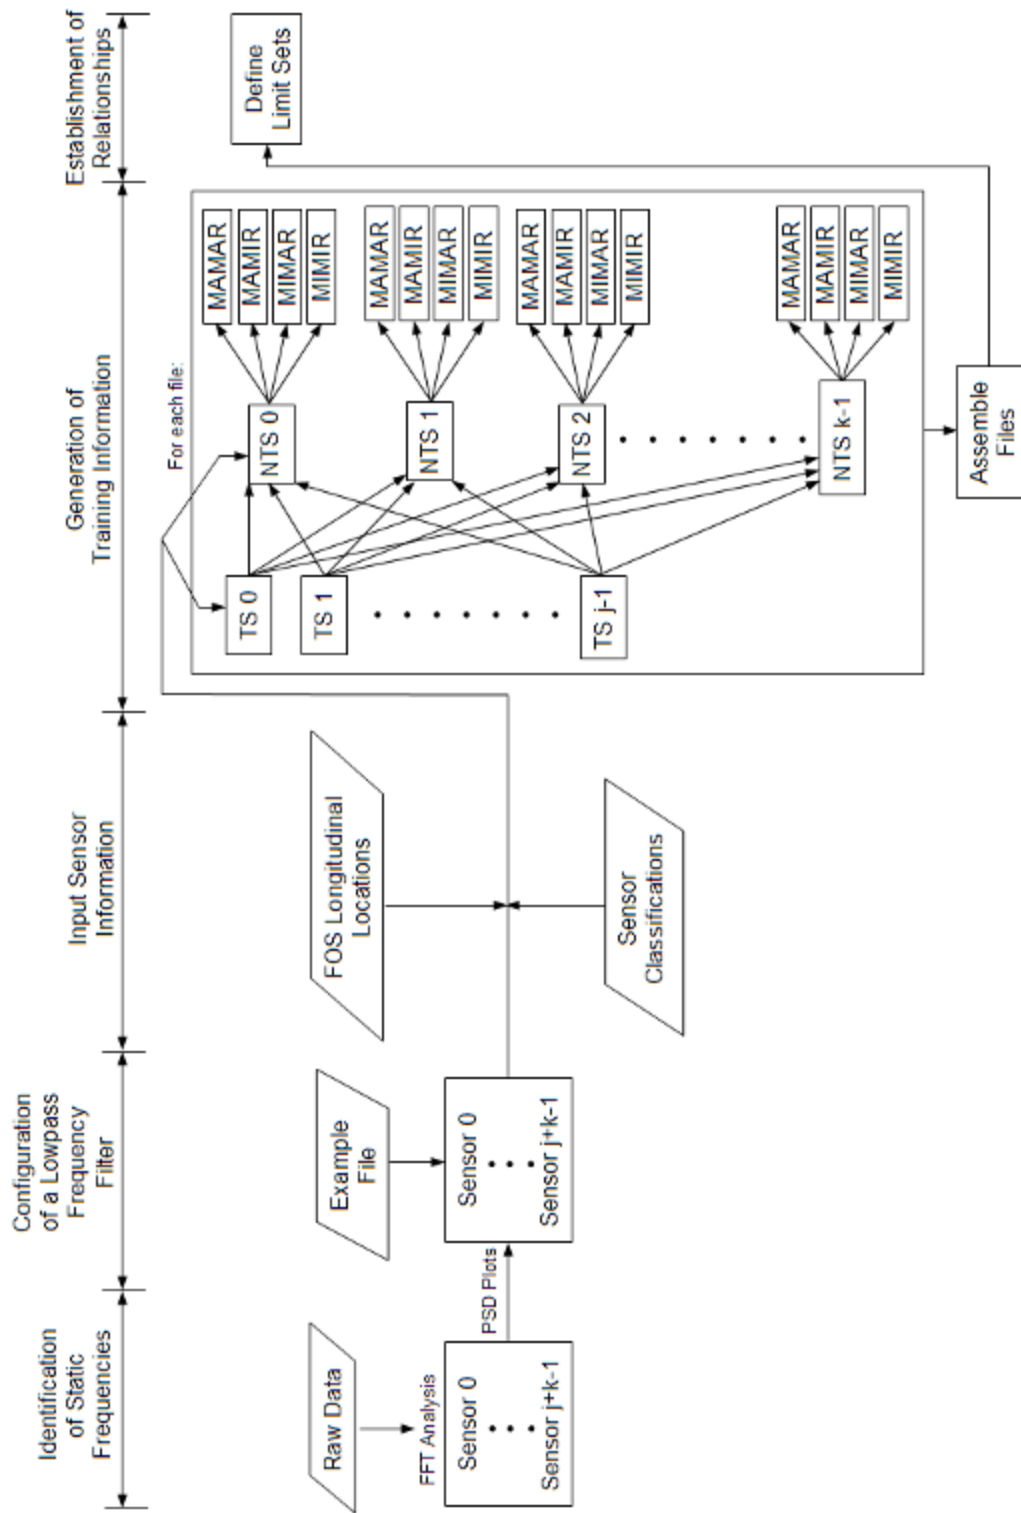 Identification
of Static
Frequencies
Configuration
of a Lowpass
Frequency
Filter
Input Sensor
Information
Generation of
Training Information
Establishment of
Relationships
Raw Data
FFT Analysis
Sensor 0
Sensor j+k-1
PSD Plots
Example
File
Sensor 0
Sensor j+k-1
FOS Longitudinal
Locations
Sensor
Classifications
For each file:
TS 0
TS 1
TS j-1
NTS 0
NTS 1
NTS 2
NTS k-1
MAMAR
MAMIR
MIMAR
MIMIR
MAMAR
MAMIR
MIMAR
MIMIR
MAMAR
MAMIR
MIMAR
MIMIR
MAMAR
MAMIR
MIMAR
MIMIR
Assemble
Files
Define
Limit Sets